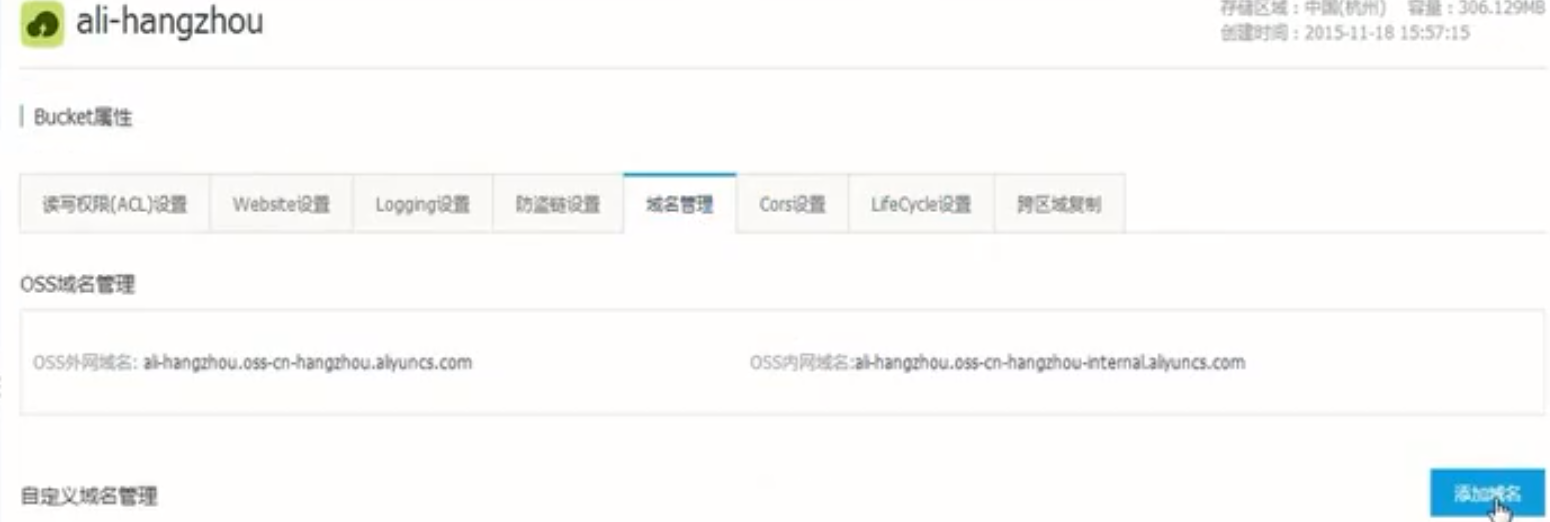 ali-hangzhou
存储区域：中国(杭州) 容量：306.129MB
创建时间：2015-11-18 15:57:15
Bucket属性
读写权限(ACL)设置 Website设置 Logging设置 防盗链设置 域名管理 Cors设置 LifeCycle设置 跨区域复制
OSS域名管理
OSS外网域名: ali-hangzhou.oss-cn-hangzhou.aliyuncs.com OSS内网域名:ali-hangzhou.oss-cn-hangzhou-internal.aliyuncs.com
自定义域名管理 添加域名